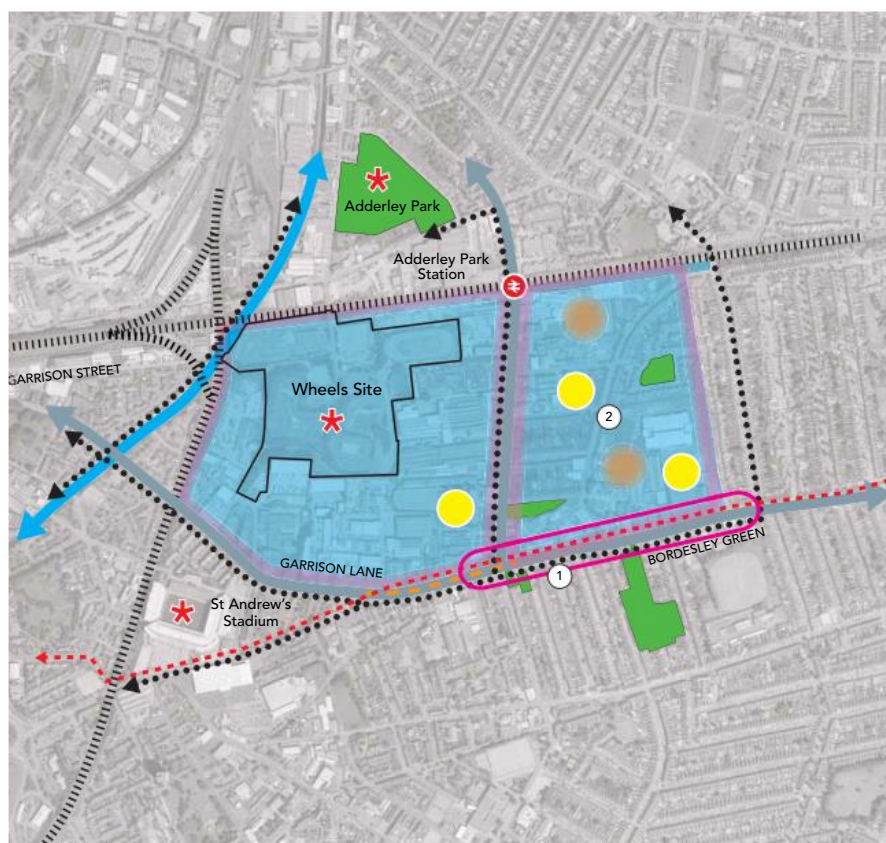 Adderley Park
Adderley Park
Station
GARRISON STREET
Wheels Site
2
GARRISON LANE
BORDESLEY GREEN
1
St Andrew's
Stadium